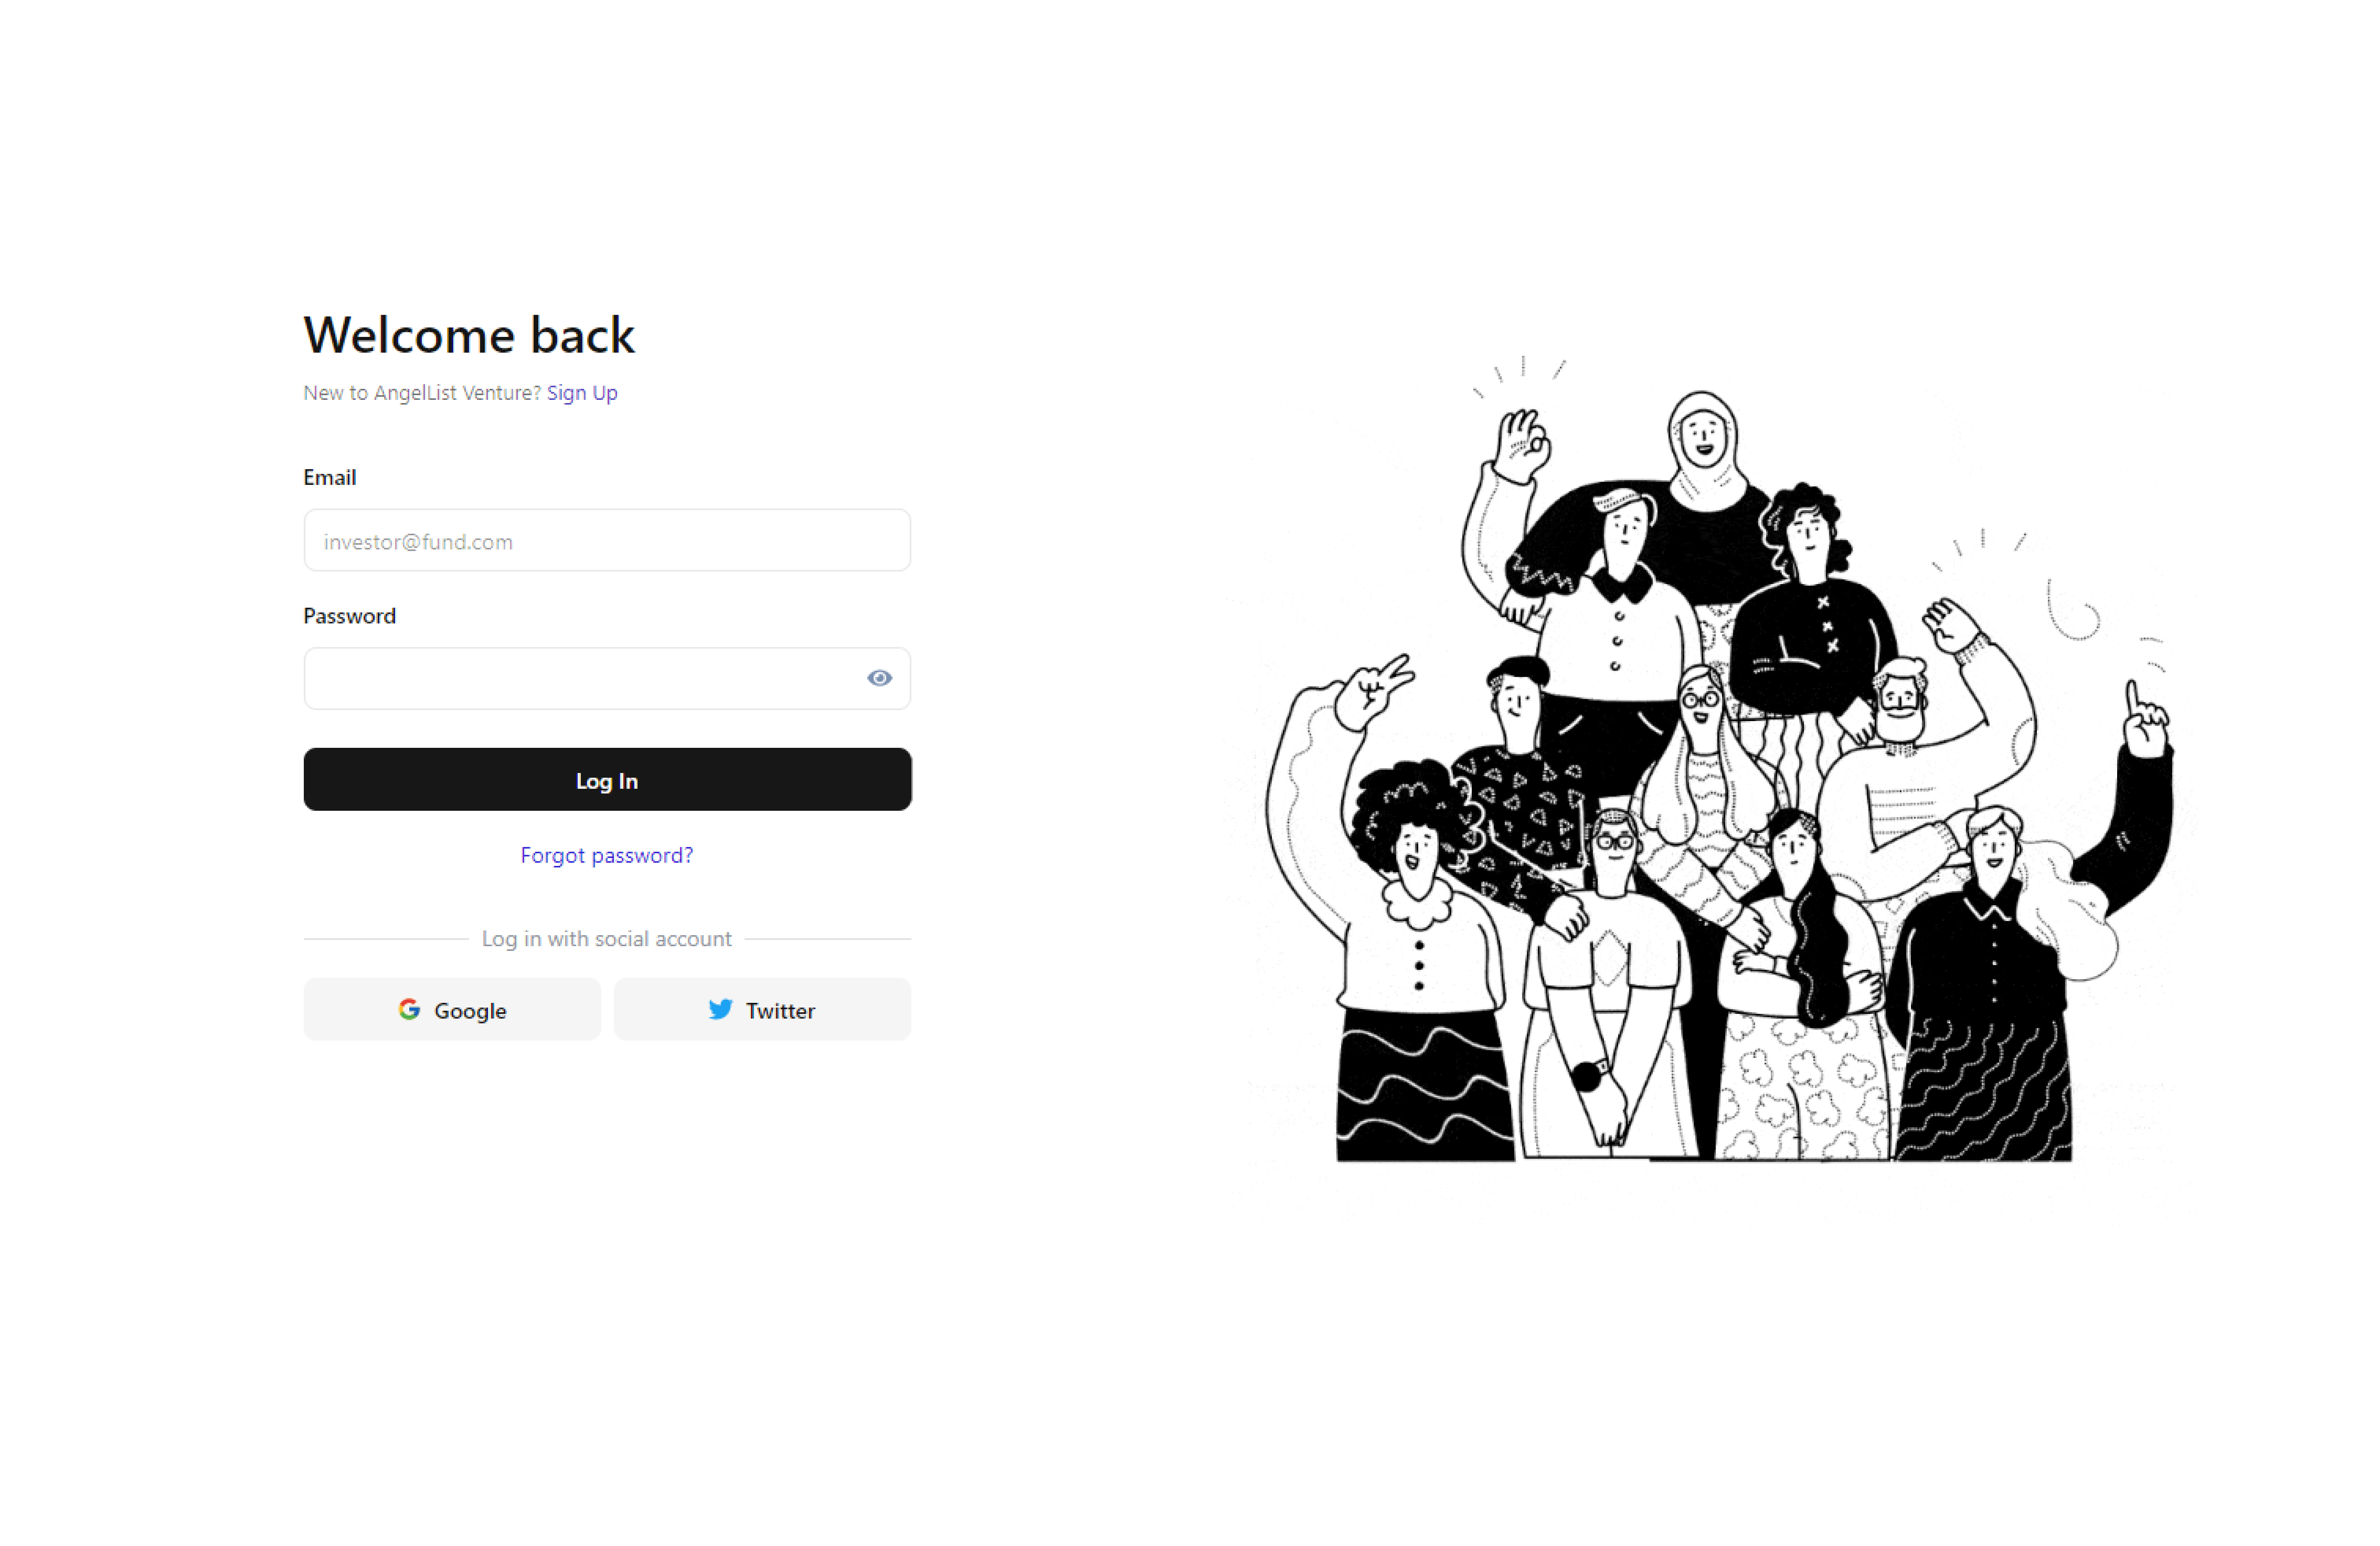 Welcome back
New to AngelList Venture? Sign Up
Email
investor@fund.com
Password
Log In
Forgot password?
Log in with social account
Google
Twitter